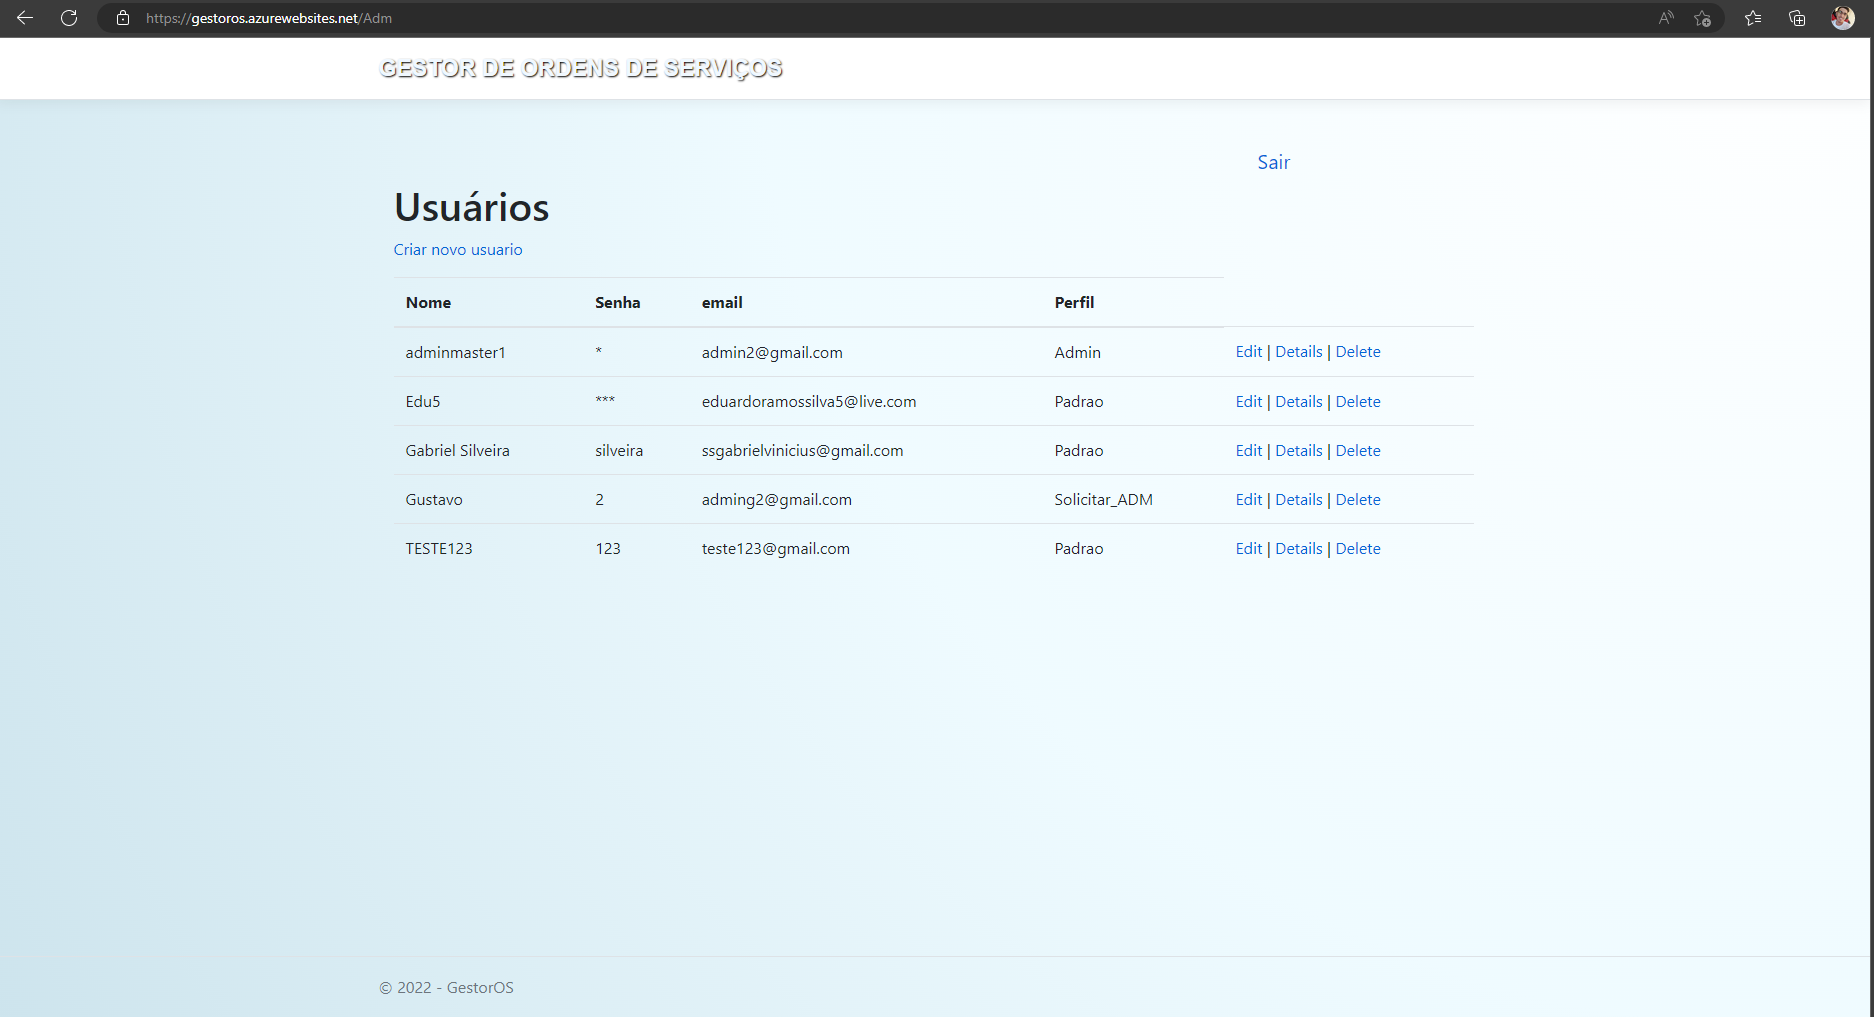 https://gestoros.azurewebsites.net/Adm
GESTOR DE ORDENS DE SERVIÇOS
Sair
Usuários
Criar novo usuario
Nome Senha email Perfil
adminmaster1 * admin2@gmail.com Admin Edit | Details | Delete
Edu5 *** eduardoramossilva5@live.com Padrao Edit | Details | Delete
Gabriel Silveira silveira ssgabrielvinicius@gmail.com Padrao Edit | Details | Delete
Gustavo 2 adming2@gmail.com Solicitar_ADM Edit | Details | Delete
TESTE123 123 teste123@gmail.com Padrao Edit | Details | Delete
© 2022 - GestorOS